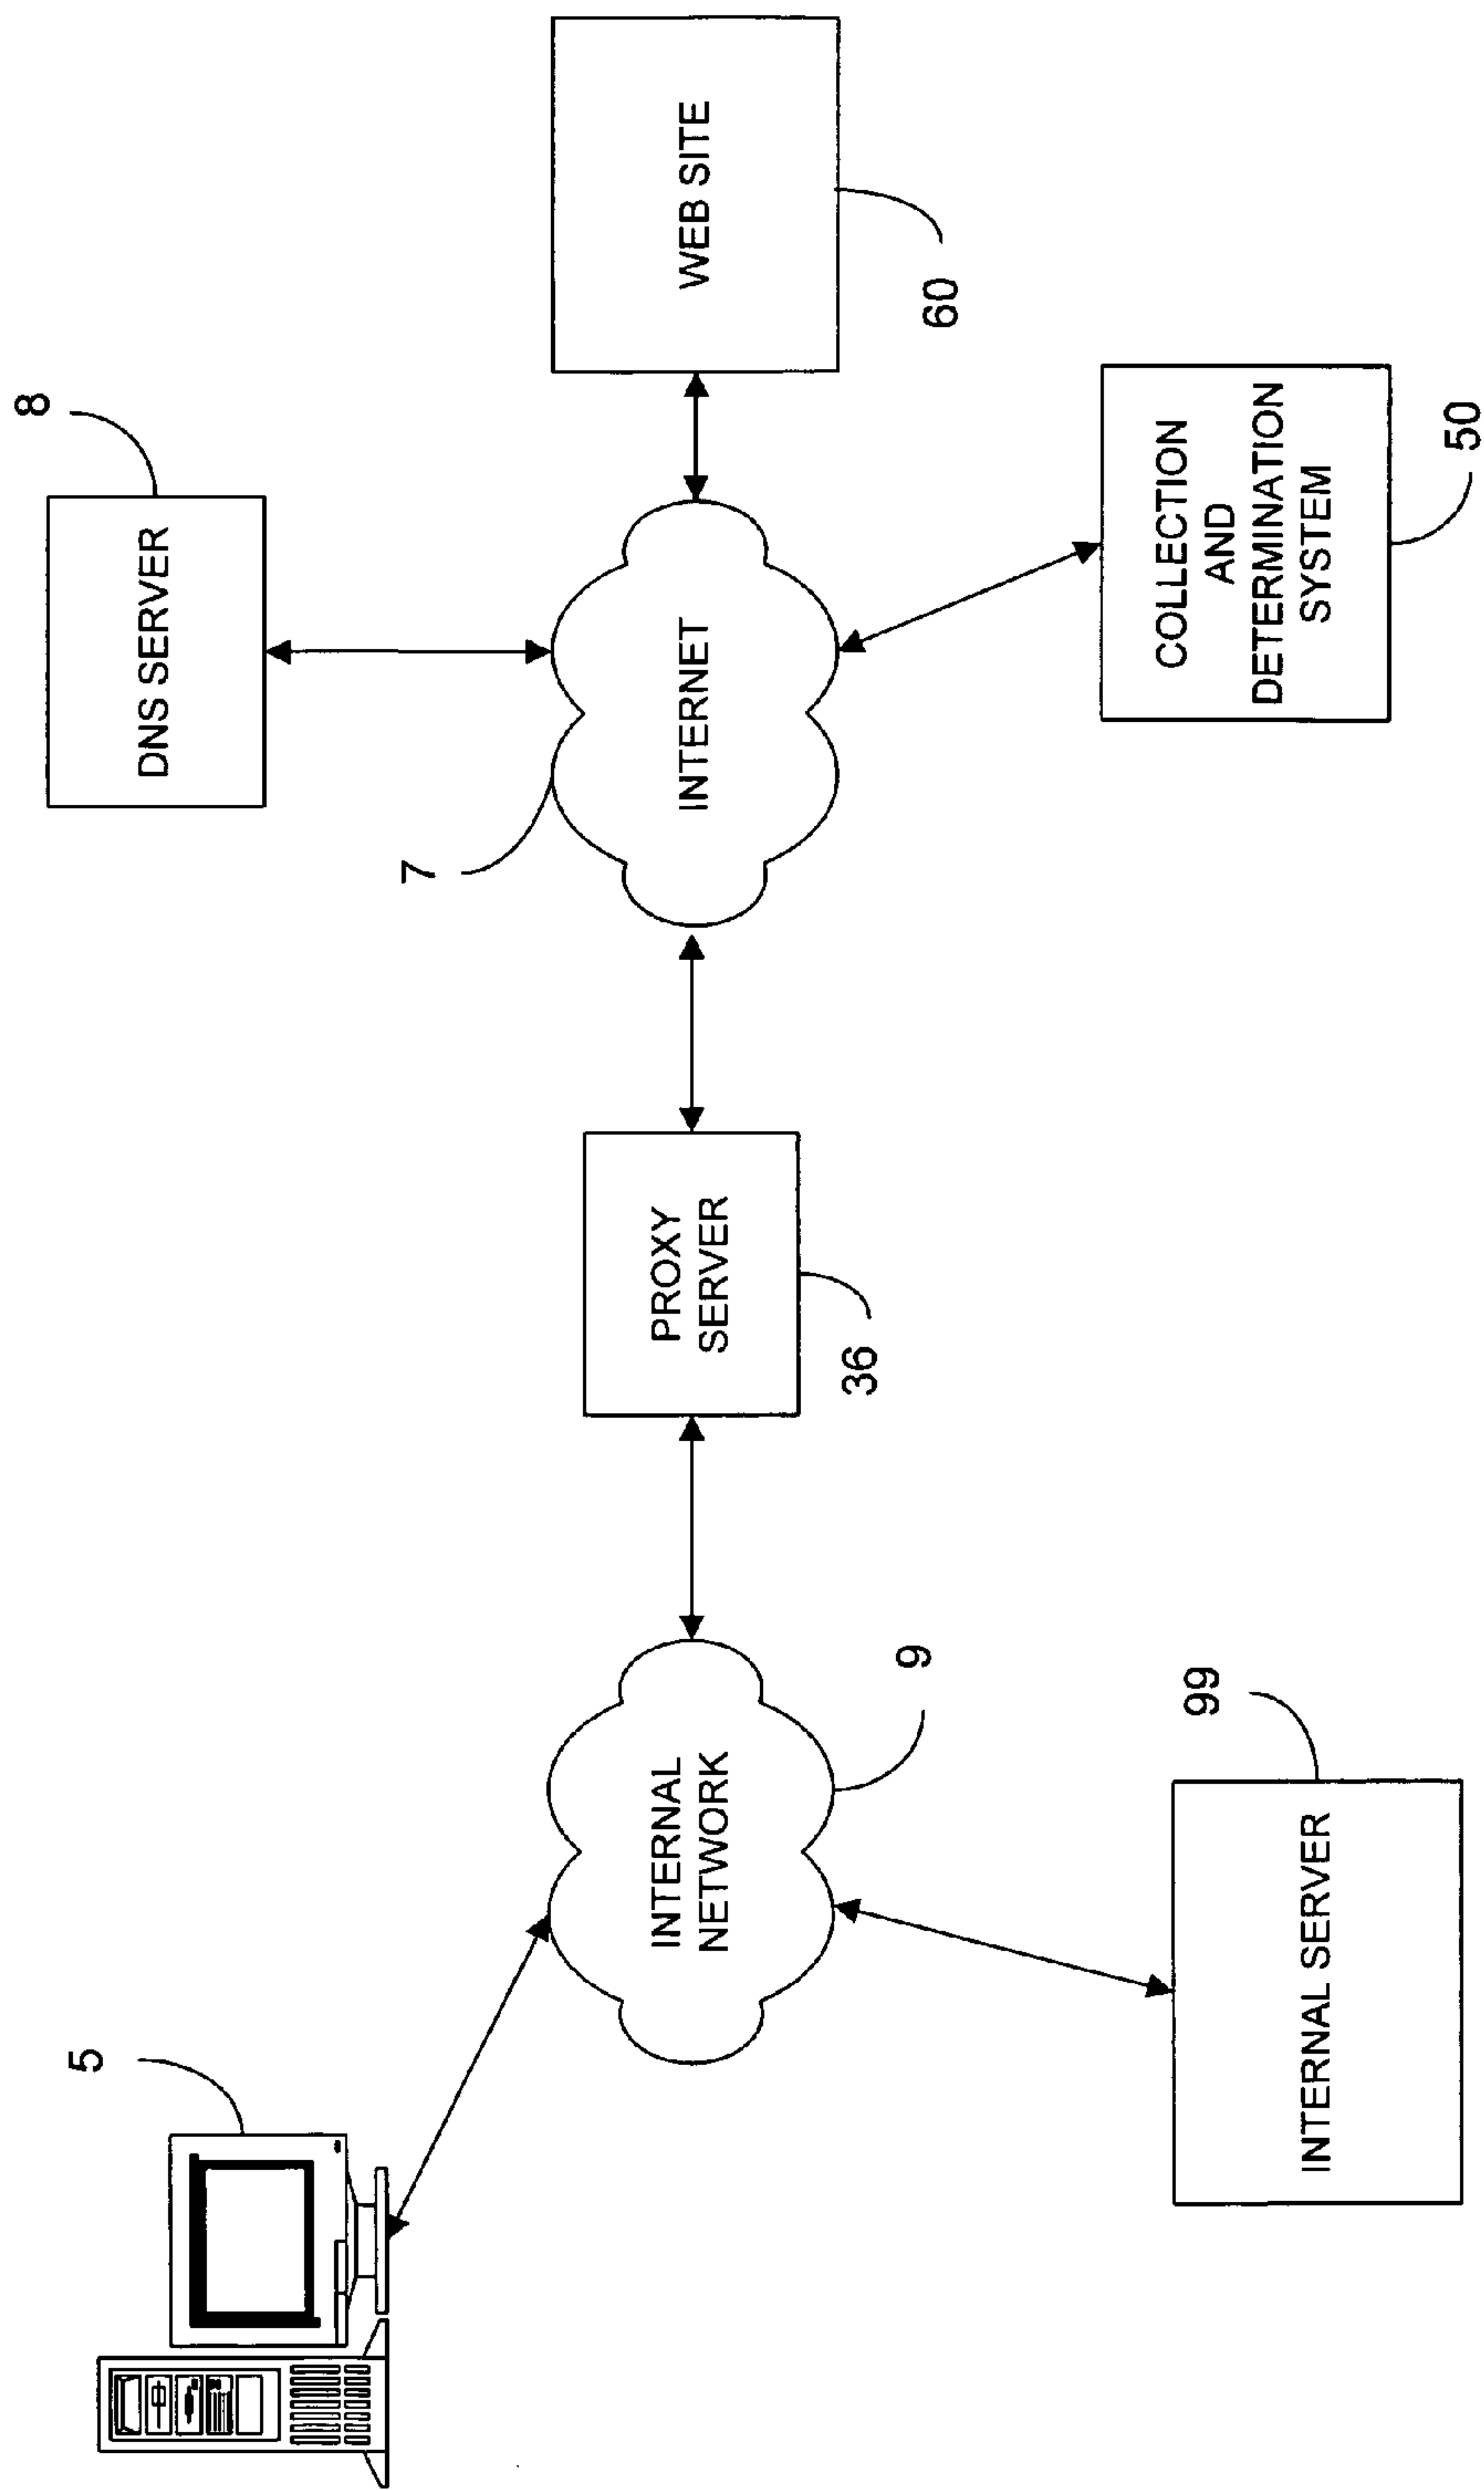 5
INTERNAL
NETWORK
9
INTERNAL SERVER
99
PROXY
SERVER
36
7
INTERNET
DNS SERVER
8
WEB SITE
60
COLLECTION
AND
DETERMINATION
SYSTEM
50